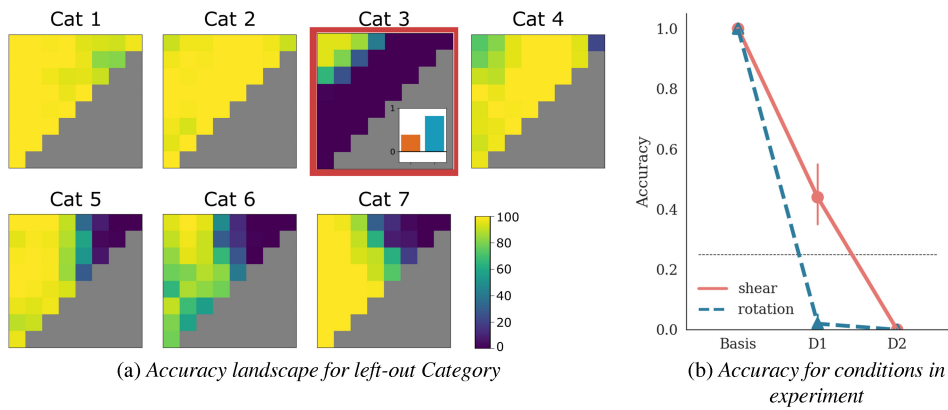 Cat 1
Cat 2
Cat 3
Cat 4
1
0
Cat 5
Cat 6
Cat 7
100
80
60
40
20
0
(a) Accuracy landscape for left-out Category
1.0
0.8
0.6
0.4
0.2
0.0
Accuracy
shear
rotation
Basis
D1
D2
(b) Accuracy for conditions in
experiment